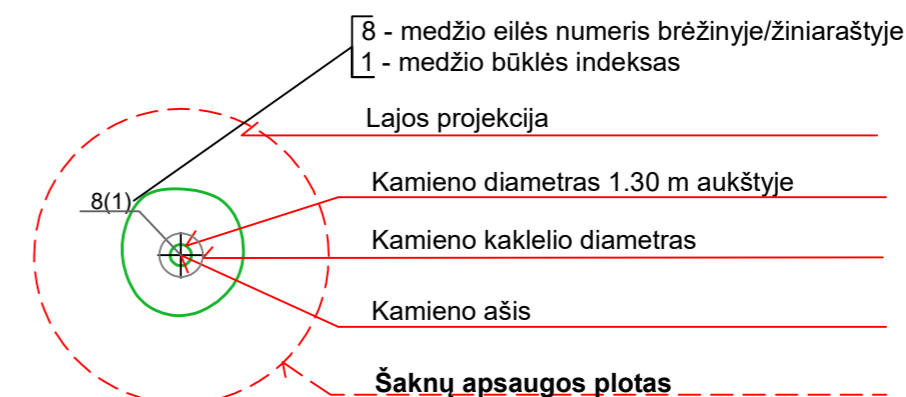 8 - medžio eilės numeris brėžinyje/žiniaraštyje
1 - medžio būklės indeksas
Lajos projekcija
Kamieno diametras 1.30 m aukštyje
8(1)
Kamieno kaklelio diametras
Kamieno ašis
Šaknų apsaugos plotas